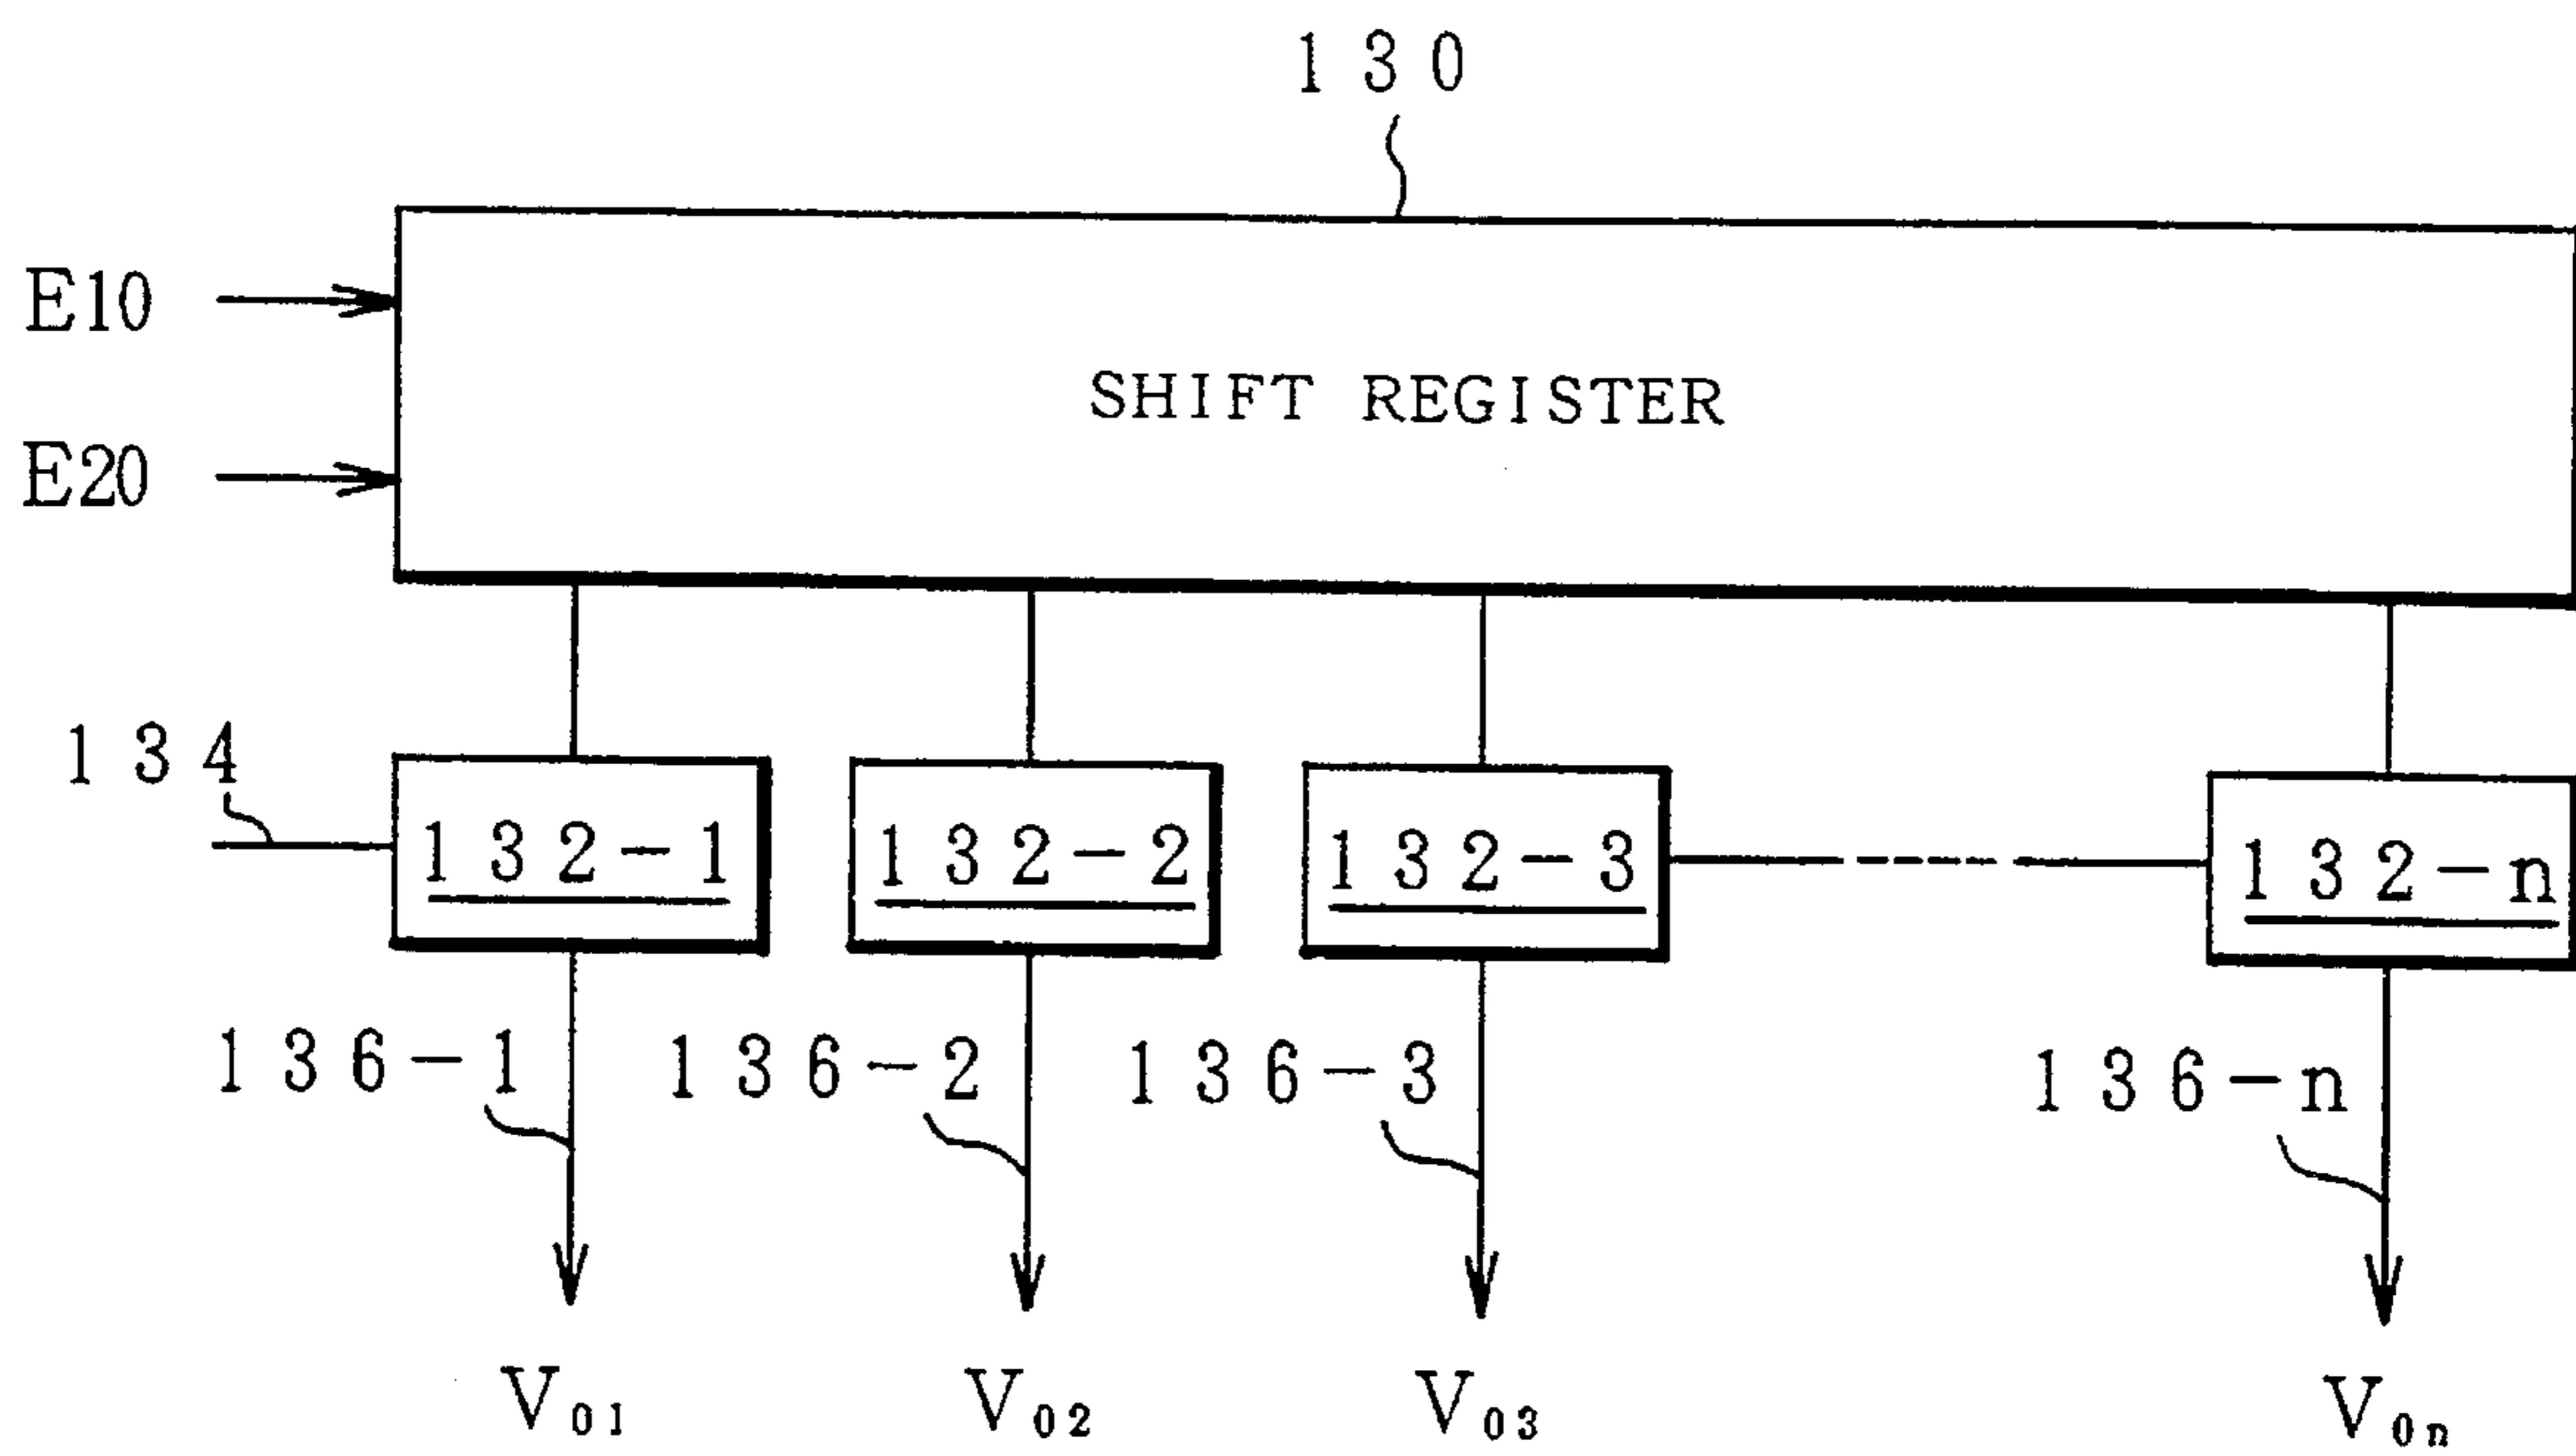 130
E10
SHIFT REGISTER
E20
134
132-1
132-2
132-3
132-n
136-1
136-2
136-3
136-n
V₀₁
V₀₂
V₀₃
V₀ₙ